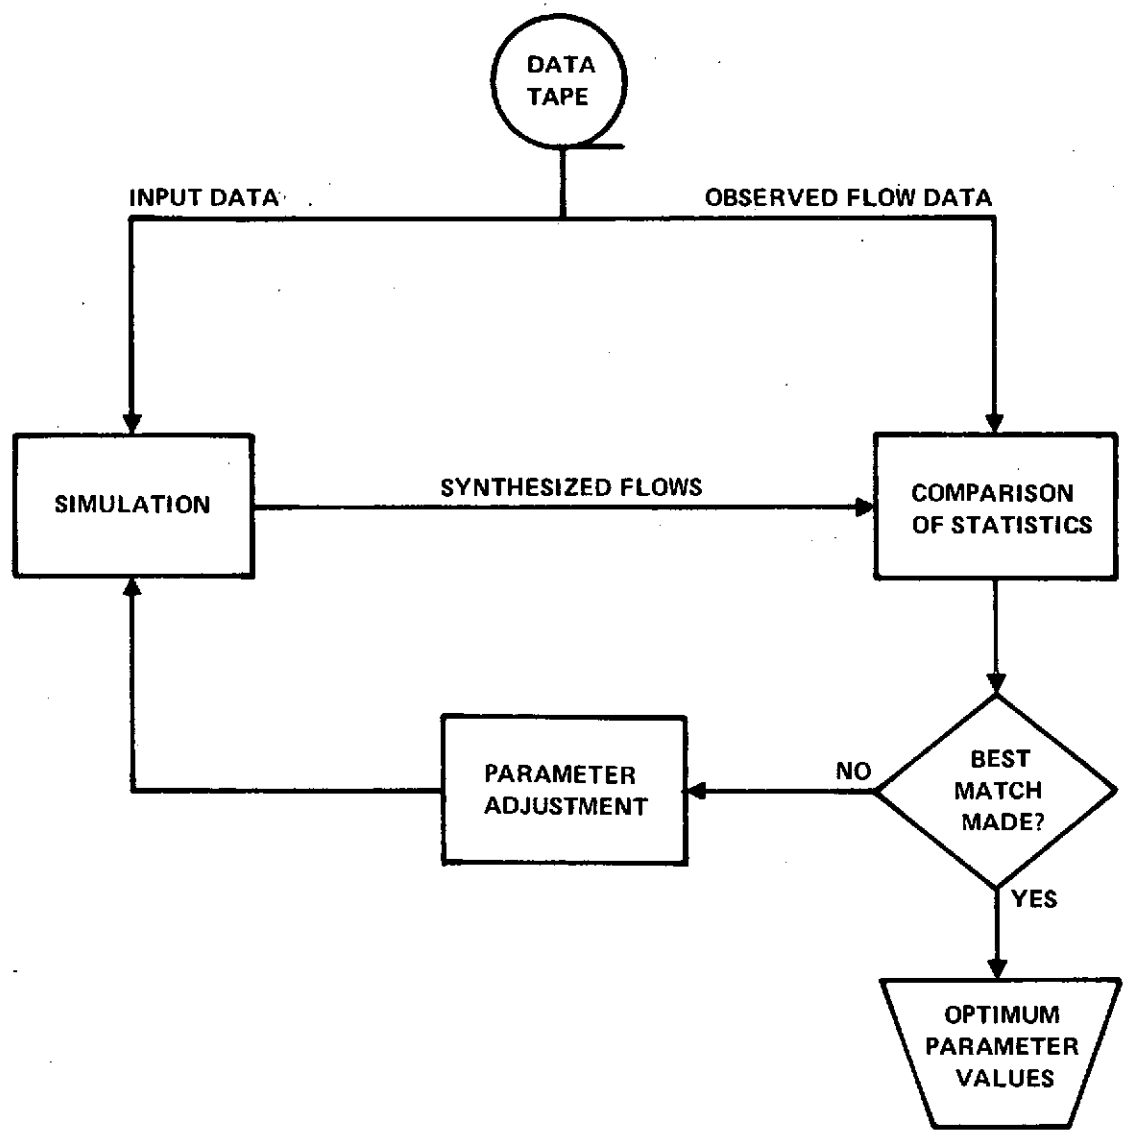 DATA
TAPE
INPUT DATA
OBSERVED FLOW DATA
SIMULATION
SYNTHESIZED FLOWS
COMPARISON
OF STATISTICS
PARAMETER
ADJUSTMENT
NO
BEST
MATCH
MADE?
YES
OPTIMUM
PARAMETER
VALUES